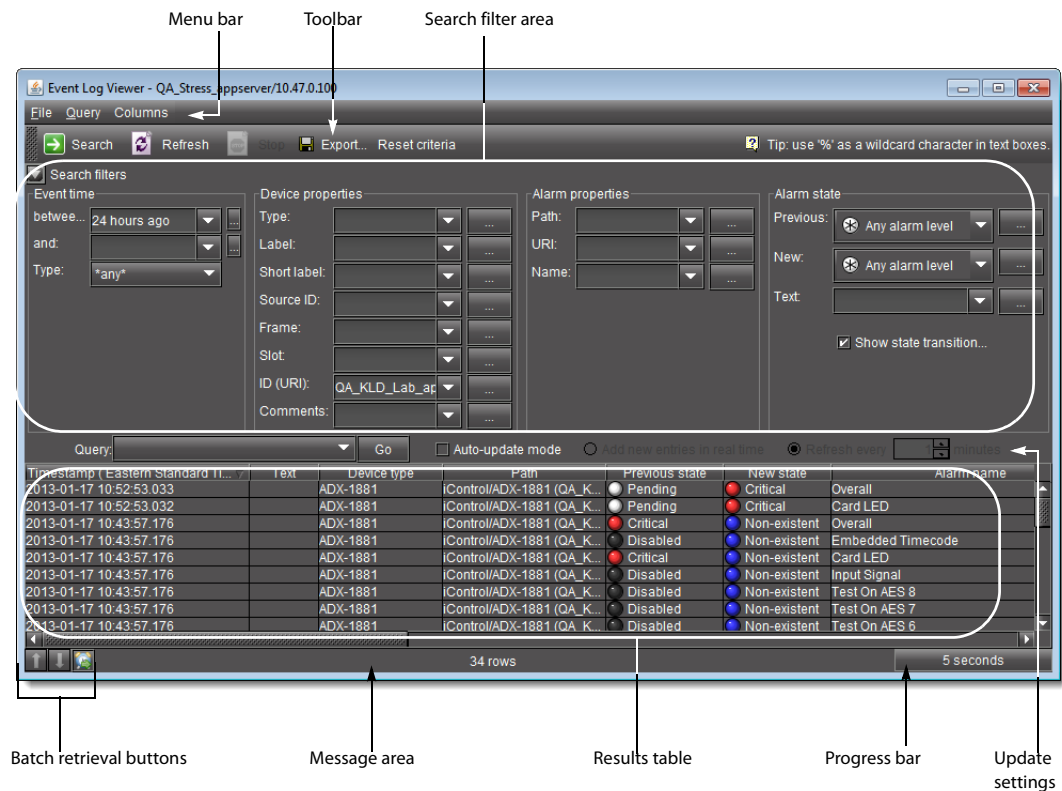 Menu bar Toolbar Search filter area
Event Log Viewer - QA_Stress_appserver/10.47.0.100
File Query Columns
Search Refresh Stop Export... Reset criteria Tip: use '%' as a wildcard character in text boxes.
Search filters
Event time Device properties Alarm properties Alarm state
betwee... 24 hours ago ... Type: ... Path: ... Previous: Any alarm level ...
and: ... Label: ... URI: ... New: Any alarm level ...
Type: *any* Short label: ... Name: ... Text: ...
Source ID: ...
Frame: ... Show state transition...
Slot: ...
ID (URI): QA_KLD_Lab_ap ...
Comments: ...
Query: Go Auto-update mode Add new entries in real time Refresh every minutes
Timestamp ( Eastern Standard Ti... Text Device type Path Previous state New state Alarm name
2013-01-17 10:52:53.033 ADX-1881 iControl/ADX-1881 (QA_K... Pending Critical Overall
2013-01-17 10:52:53.032 ADX-1881 iControl/ADX-1881 (QA_K... Pending Critical Card LED
2013-01-17 10:43:57.176 ADX-1881 iControl/ADX-1881 (QA_K... Critical Non-existent Overall
2013-01-17 10:43:57.176 ADX-1881 iControl/ADX-1881 (QA_K... Disabled Non-existent Embedded Timecode
2013-01-17 10:43:57.176 ADX-1881 iControl/ADX-1881 (QA_K... Critical Non-existent Card LED
2013-01-17 10:43:57.176 ADX-1881 iControl/ADX-1881 (QA_K... Disabled Non-existent Input Signal
2013-01-17 10:43:57.176 ADX-1881 iControl/ADX-1881 (QA_K... Disabled Non-existent Test On AES 8
2013-01-17 10:43:57.176 ADX-1881 iControl/ADX-1881 (QA_K... Disabled Non-existent Test On AES 7
2013-01-17 10:43:57.176 ADX-1881 iControl/ADX-1881 (QA_K... Disabled Non-existent Test On AES 6
34 rows 5 seconds
Batch retrieval buttons Message area Results table Progress bar Update
settings